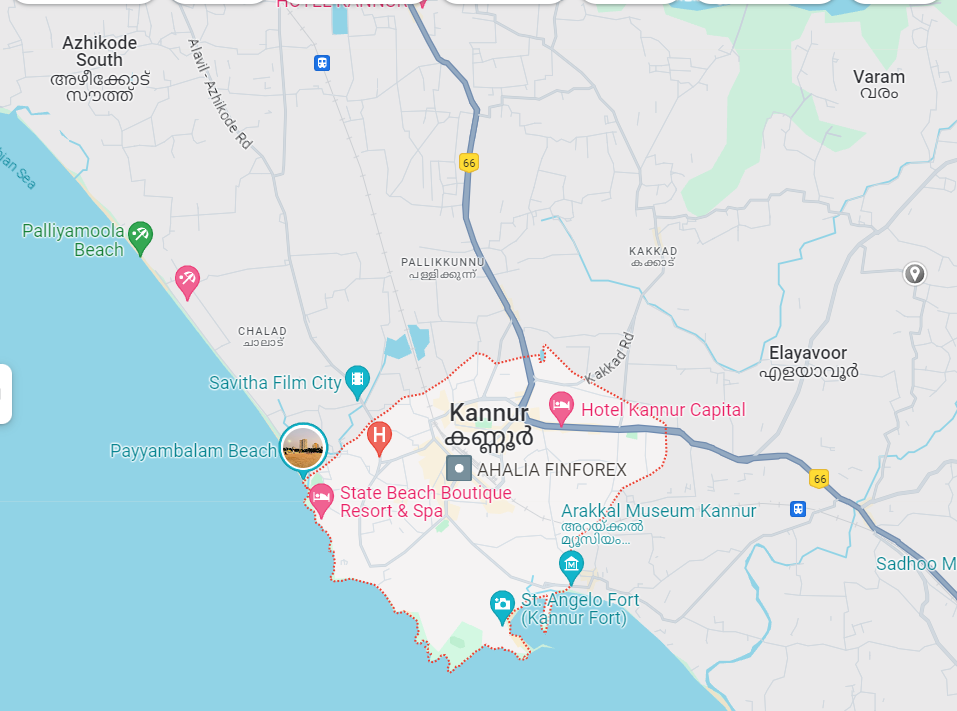 HOTEL KANNUR
Azhikode
South
അഴീക്കോട്
സൗത്ത്
Alavil - Azhikode Rd
Varam
വരം
66
Palliyamoola
Beach
PALLIKKUNNU
പള്ളിക്കുന്ന്
KAKKAD
കക്കാട്
CHALAD
ചാലാട്
Kakkad Rd
Elayavoor
എളയാവൂർ
Savitha Film City
Kannur
കണ്ണൂർ
Hotel Kannur Capital
H
Payyambalam Beach
AHALIA FINFOREX
66
State Beach Boutique
Resort & Spa
Arakkal Museum Kannur
അറയ്ക്കൽ
മ്യൂസിയം...
Sadhoo M
St. Angelo Fort
(Kannur Fort)